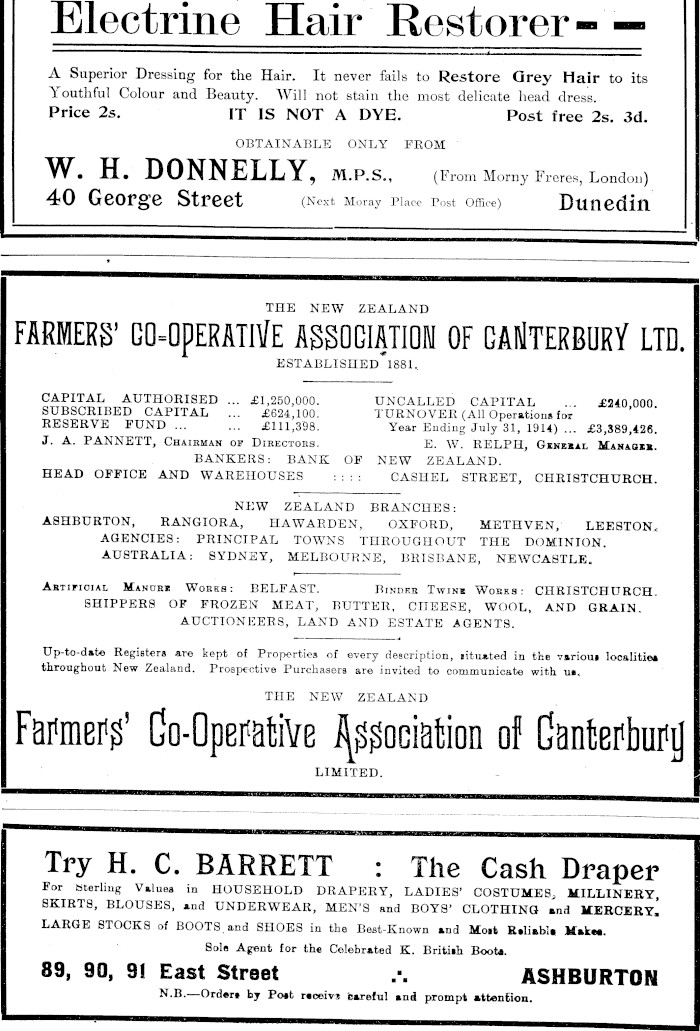 Electrine Hair Restorer
A Superior Dressing for the Hair. It never fails to Restore Grey Hair to its
Youthful Colour and Beauty. Will not stain the most delicate head dress.
Price 2s. IT IS NOT A DYE. Post free 2s. 3d.
OBTAINABLE ONLY FROM
W. H. DONNELLY, M.P.S., (From Morny Freres, London)
40 George Street (Next Moray Place Post Office) Dunedin
THE NEW ZEALAND
FARMERS' CO-OPERATIVE ASSOCIATION OF CANTERBURY LTD.
ESTABLISHED 1881.
CAPITAL AUTHORISED ... £1,250,000. UNCALLED CAPITAL ... £240,000.
SUBSCRIBED CAPITAL ... £624,100. TURNOVER (All Operations for
RESERVE FUND ... ... £111,398. Year Ending July 31, 1914) ... £3,389,426.
J. A. PANNETT, CHAIRMAN OF DIRECTORS. E. W. RELPH, GENERAL MANAGER.
BANKERS: BANK OF NEW ZEALAND.
HEAD OFFICE AND WAREHOUSES :::: CASHEL STREET, CHRISTCHURCH.
NEW ZEALAND BRANCHES:
ASHBURTON, RANGIORA, HAWARDEN, OXFORD, METHVEN, LEESTON.
AGENCIES: PRINCIPAL TOWNS THROUGHOUT THE DOMINION.
AUSTRALIA: SYDNEY, MELBOURNE, BRISBANE, NEWCASTLE.
ARTIFICIAL MANURE WORKS: BELFAST. BINDER TWINE WORKS: CHRISTCHURCH.
SHIPPERS OF FROZEN MEAT, BUTTER, CHEESE, WOOL, AND GRAIN.
AUCTIONEERS, LAND AND ESTATE AGENTS.
Up-to-date Registers are kept of Properties of every description, situated in the various localities
throughout New Zealand. Prospective Purchasers are invited to communicate with us.
THE NEW ZEALAND
Farmers' Co-Operative Association of Canterbury
LIMITED.
Try H. C. BARRETT : The Cash Draper
For Sterling Values in HOUSEHOLD DRAPERY, LADIES' COSTUMES, MILLINERY,
SKIRTS, BLOUSES, and UNDERWEAR, MEN'S and BOYS' CLOTHING and MERCERY.
LARGE STOCKS of BOOTS and SHOES in the Best-Known and Most Reliable Makes.
Sole Agent for the Celebrated K. British Boots.
89, 90, 91 East Street ∴ ASHBURTON
N.B.—Orders by Post receive careful and prompt attention.